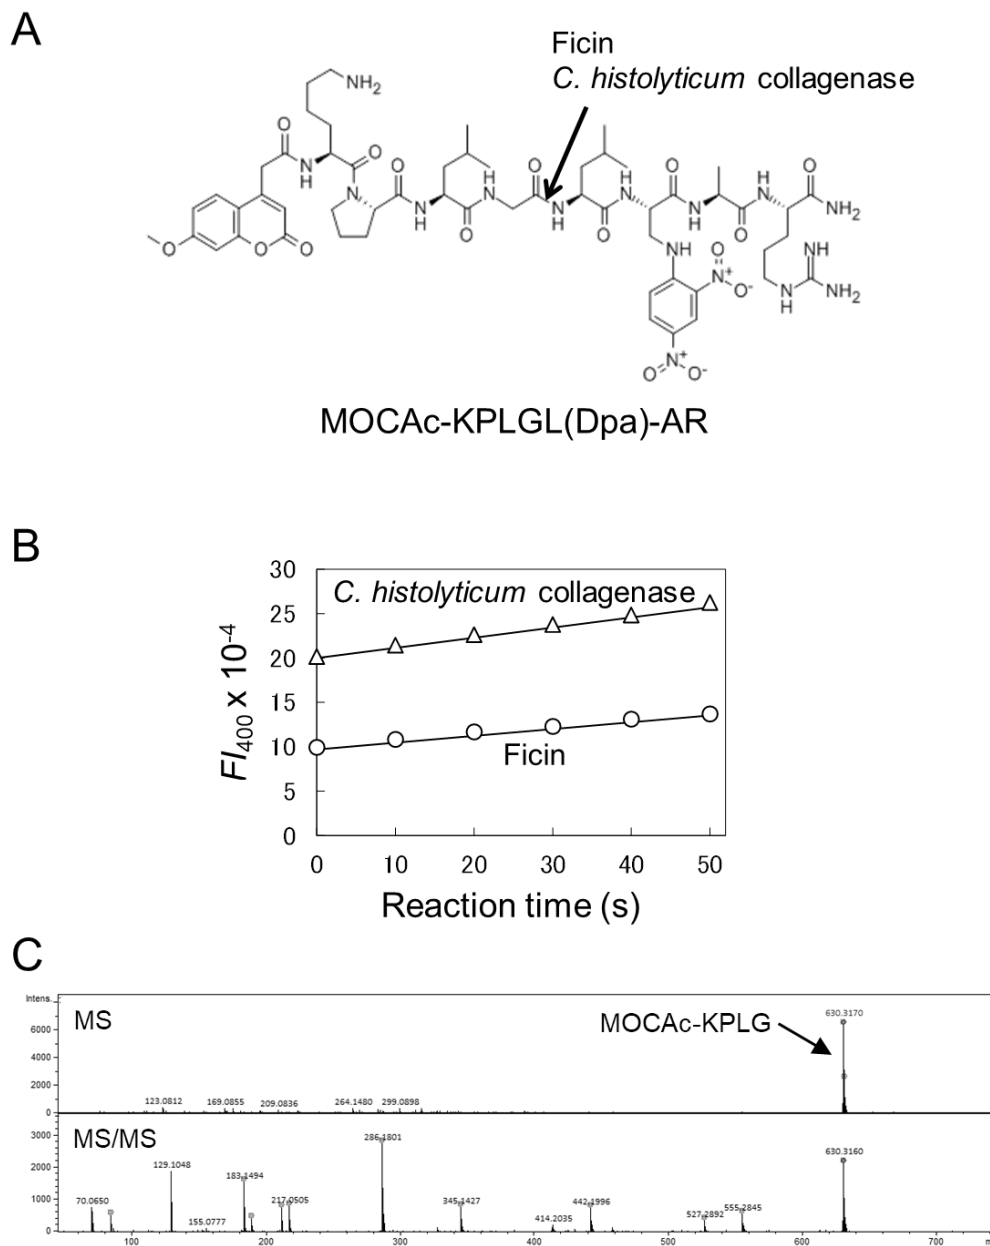 A
Ficin
C. histolyticum collagenase
NH2
O
N
H
O
N
O
N
H
O
H
N
O
N
H
O
H
N
O
N
H
O
H
N
O
NH2
O
O
O
NH
O
N+
O-
NH
N
H
NH2
N+
O
O-
MOCAc-KPLGL(Dpa)-AR
B
30
25
20
15
10
5
0
FI400 x 10-4
C. histolyticum collagenase
Ficin
0 10 20 30 40 50
Reaction time (s)
C
Intens.
6000
4000
2000
0
MS
MOCAc-KPLG
630.3170
123.0812 169.0855 209.0836 264.1480 299.0898
3000
2000
1000
0
MS/MS
70.0650 129.1048 155.0777 183.1494 217.0505 286.1801 345.1427 414.2035 442.1996 527.2892 555.2845 630.3160
100 200 300 400 500 600 700